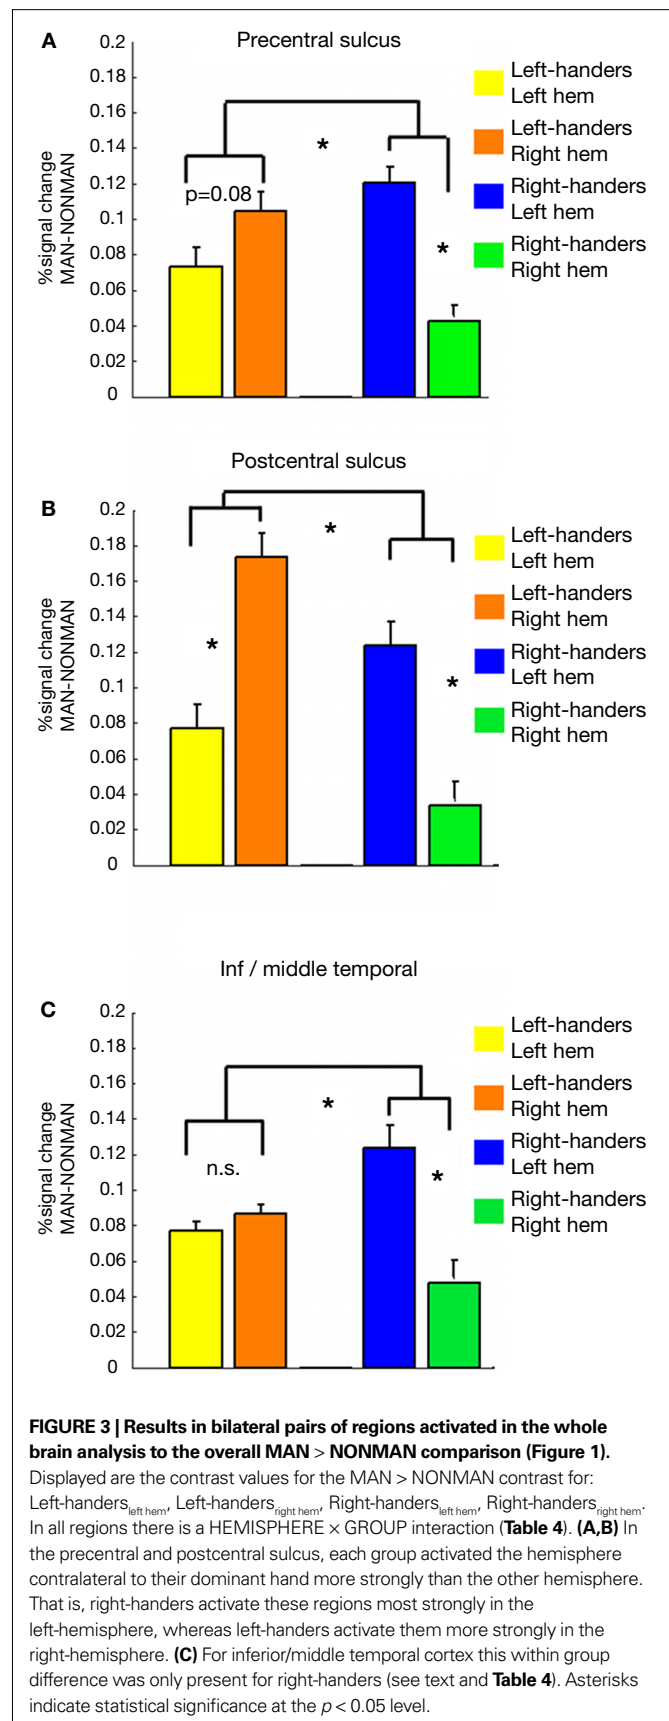 A
Precentral sulcus
0.2
0.16
0.14
0.12
0.1
0.08
0.06
0.04
0.02
0
%signal change
MAN-NONMAN
p=0.08
*
*
Left-handers
Left hem
Left-handers
Right hem
Right-handers
Left hem
Right-handers
Right hem
Postcentral sulcus
B
0.2
0.18
0.16
0.12
0.1
0.08
0.04
0.02
0
%signal change
MAN-NONMAN
*
*
*
Left-handers
Left hem
Left-handers
Right hem
Right-handers
Left hem
Right-handers
Right hem
Inf / middle temporal
C
0.2
0.18
0.16
0.12
0.1
0.08
0.06
0.04
0.02
0
%signal change
MAN-NONMAN
n.s.
*
*
Left-handers
Left hem
Left-handers
Right hem
Right-handers
Left hem
Right-handers
Right hem
FIGURE 3 | Results in bilateral pairs of regions activated in the whole
brain analysis to the overall MAN > NONMAN comparison (Figure 1).
Displayed are the contrast values for the MAN > NONMAN contrast for:
Left-handers left hem, Left-handers right hem, Right-handers left hem, Right-handers right hem.
In all regions there is a HEMISPHERE × GROUP interaction (Table 4). (A,B) In
the precentral and postcentral sulcus, each group activated the hemisphere
contralateral to their dominant hand more strongly than the other hemisphere.
That is, right-handers activate these regions most strongly in the
left-hemisphere, whereas left-handers activate them more strongly in the
right-hemisphere. (C) For inferior/middle temporal cortex this within group
difference was only present for right-handers (see text and Table 4). Asterisks
indicate statistical significance at the p < 0.05 level.